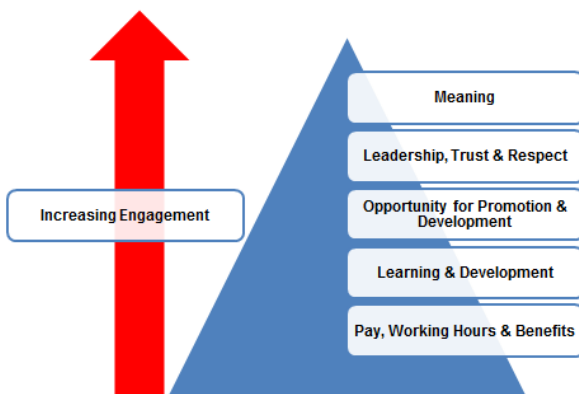 Meaning
Leadership, Trust & Respect
Increasing Engagement
Opportunity for Promotion &
Development
Learning & Development
Pay, Working Hours & Benefits